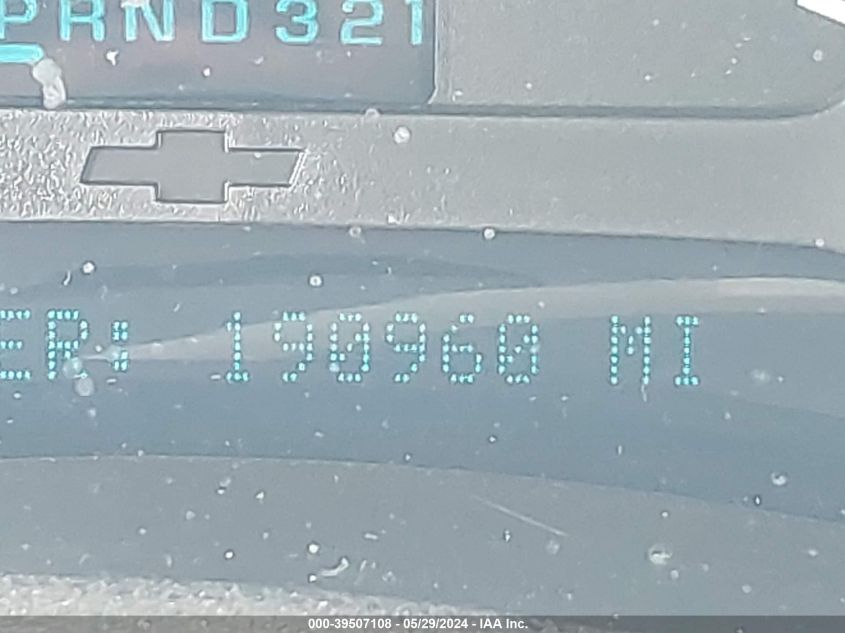 PRND321
ER: 190960 MI
000-39507108 - 05/29/2024 - IAA Inc.